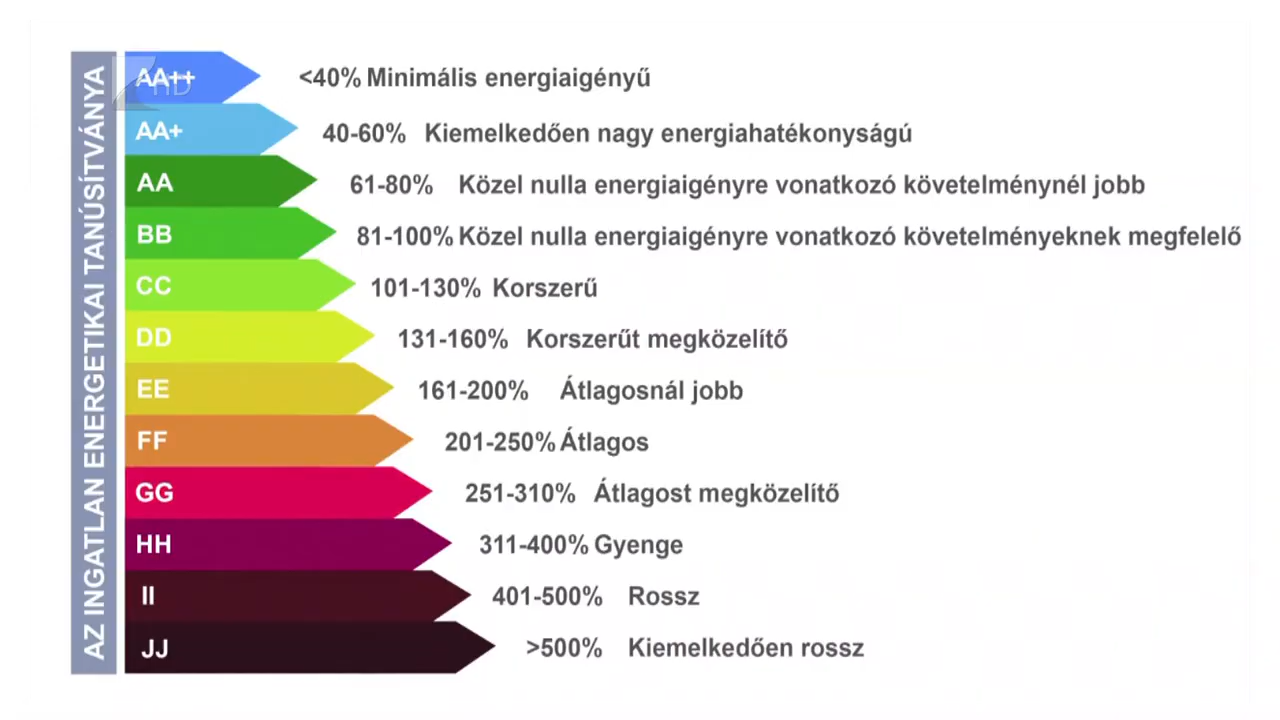 AZ INGATLAN ENERGETIKAI TANÚSÍTVÁNYA
AA++ <40% Minimális energiaigényű
HD
AA+ 40-60% Kiemelkedően nagy energiahatékonyságú
AA 61-80% Közel nulla energiaigényre vonatkozó követelménynél jobb
BB 81-100% Közel nulla energiaigényre vonatkozó követelményeknek megfelelő
CC 101-130% Korszerű
DD 131-160% Korszerűt megközelítő
EE 161-200% Átlagosnál jobb
FF 201-250% Átlagos
GG 251-310% Átlagost megközelítő
HH 311-400% Gyenge
II 401-500% Rossz
JJ >500% Kiemelkedően rossz